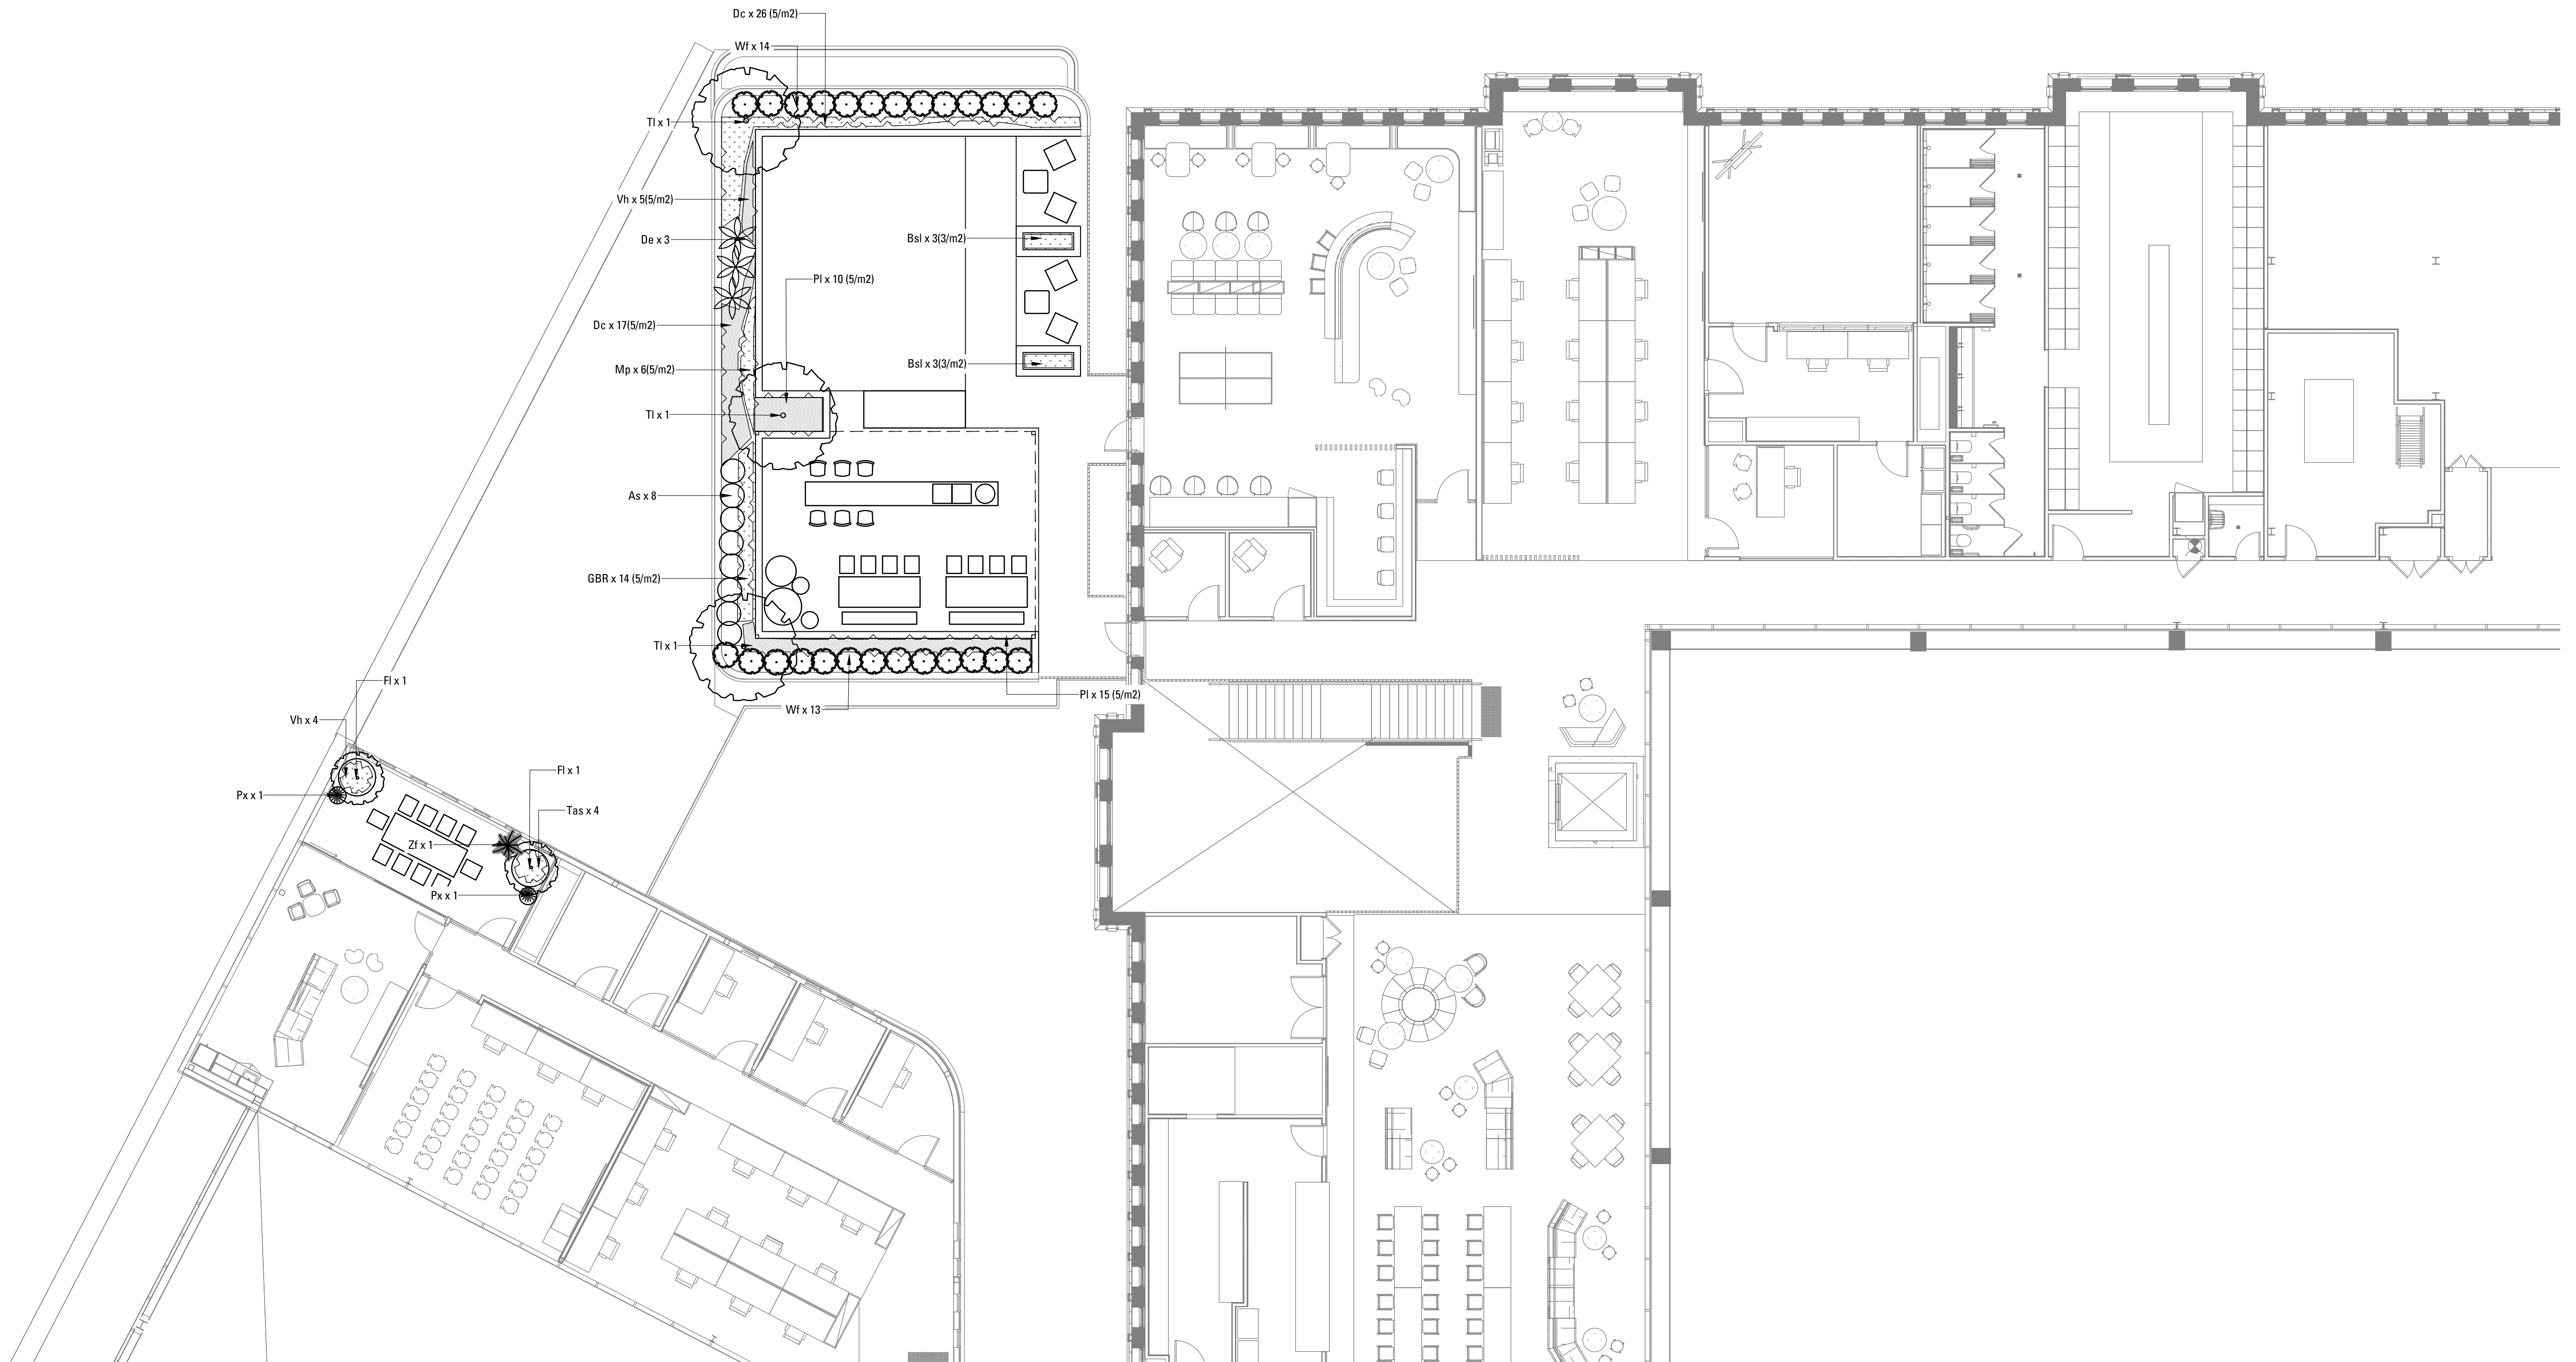 Dc x 26 (5/m2)
Wf x 14
Tl x 1
Vh x 5(5/m2)
De x 3
Bsl x 3(3/m2)
Pl x 10 (5/m2)
Dc x 17(5/m2)
Bsl x 3(3/m2)
Mp x 6(5/m2)
Tl x 1
As x 8
GBR x 14 (5/m2)
Tl x 1
Fl x 1
Pl x 15 (5/m2)
Wf x 13
Vh x 4
Fl x 1
Px x 1
Tas x 4
Zf x 1
Px x 1